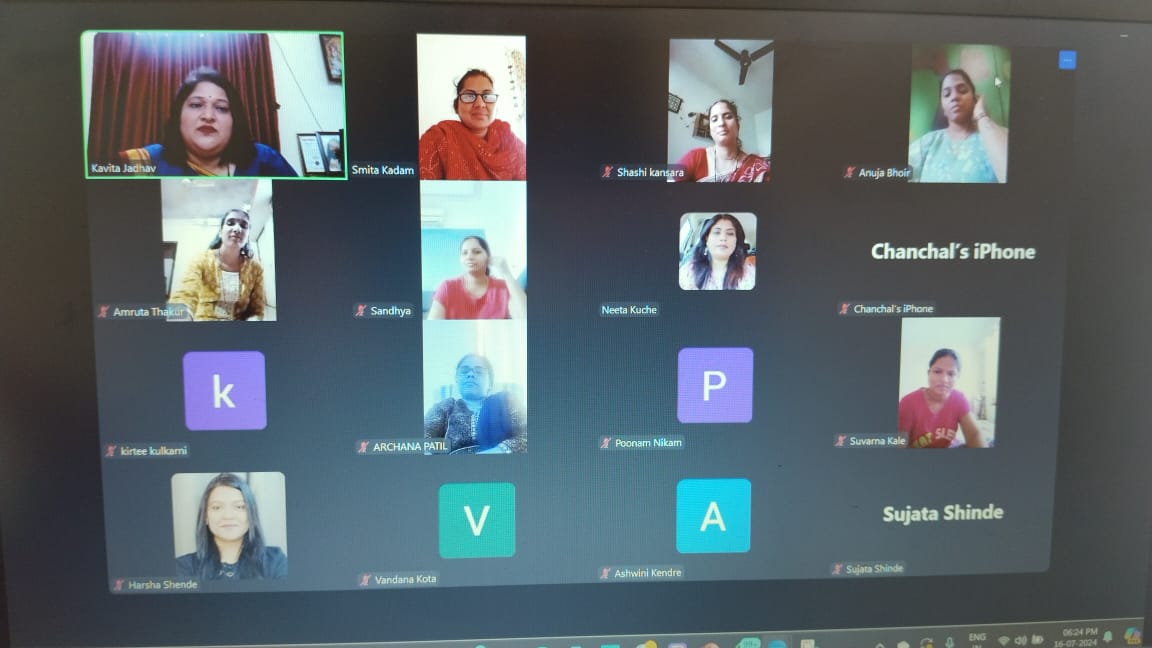 Kavita Jadhav
Smita Kadam
Shashi kansara
Anuja Bhoir
Amruta Thakur
Sandhya
Neeta Kuche
Chanchal's iPhone
Chanchal's iPhone
k
kirtee kulkarni
ARCHANA PATIL
P
Poonam Nikam
Suvarna Kale
Harsha Shende
V
Vandana Kota
A
Ashwini Kendre
Sujata Shinde
Sujata Shinde
99+
ENG
IN
06:24 PM
16-07-2024